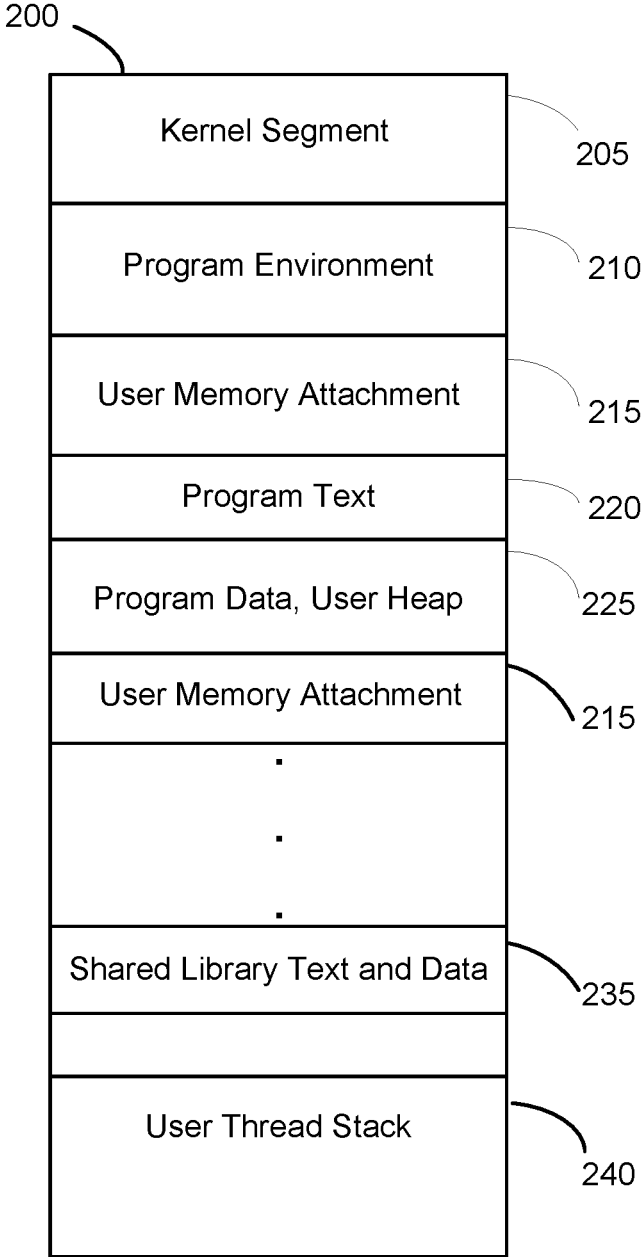 200
Kernel Segment
205
Program Environment
210
User Memory Attachment
215
Program Text
220
Program Data, User Heap
225
User Memory Attachment
215
Shared Library Text and Data
235
User Thread Stack
240